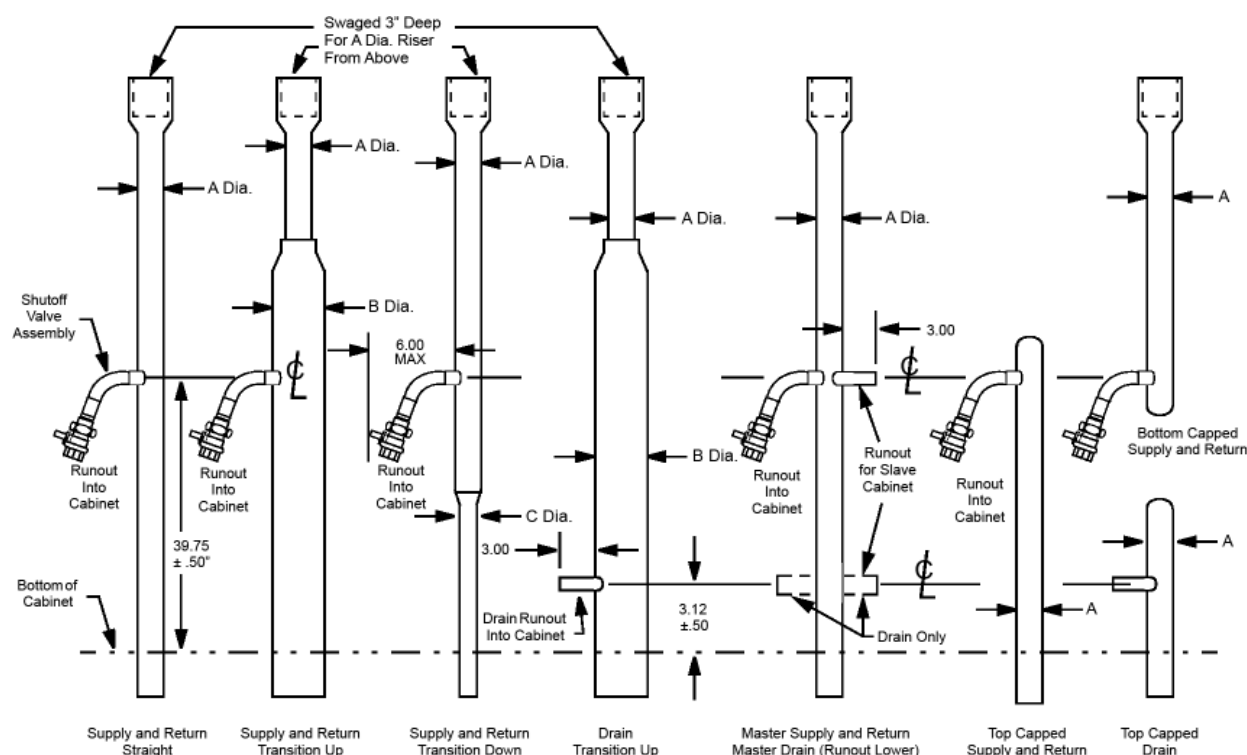 Swaged 3" Deep
For A Dia. Riser
From Above
A Dia.
A Dia.
A Dia.
A Dia.
A Dia.
A
A Dia.
B Dia.
Shutoff
Valve
Assembly
6.00
MAX
3.00
CL
CL
Runout
Into
Cabinet
Runout
Into
Cabinet
Runout
Into
Cabinet
B Dia.
Runout
Into
Cabinet
Runout
for Slave
Cabinet
Runout
Into
Cabinet
Bottom Capped
Supply and Return
39.75
± .50"
C Dia.
3.00
A
Bottom of
Cabinet
Drain Runout
Into Cabinet
3.12
±.50
CL
Drain Only
A
Supply and Return
Straight
Supply and Return
Transition Up
Supply and Return
Transition Down
Drain
Transition Up
Master Supply and Return
Master Drain (Runout Lower)
Top Capped
Supply and Return
Top Capped
Drain